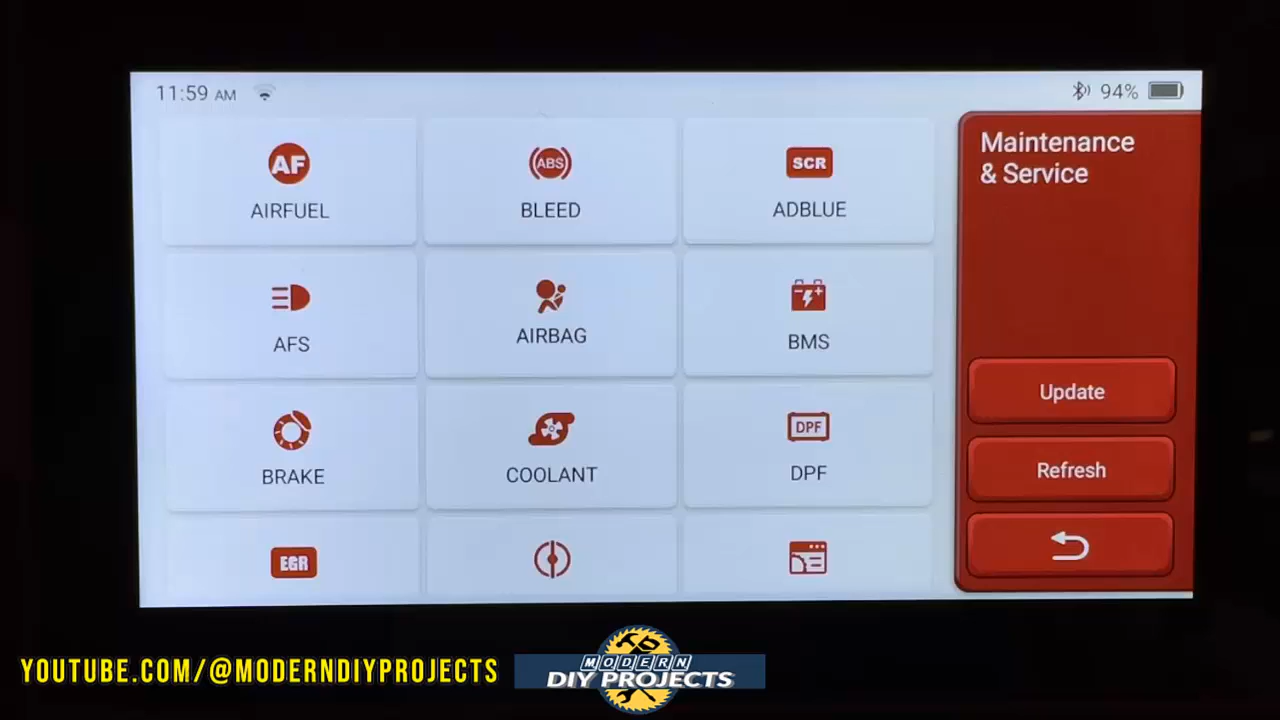 11:59 AM
94%
AF
AIRFUEL
ABS
BLEED
SCR
ADBLUE
Maintenance
& Service
AFS
AIRBAG
BMS
Update
BRAKE
COOLANT
DPF
DPF
Refresh
EGR
YOUTUBE.COM/@MODERNDIYPROJECTS
MODERN
DIY PROJECTS